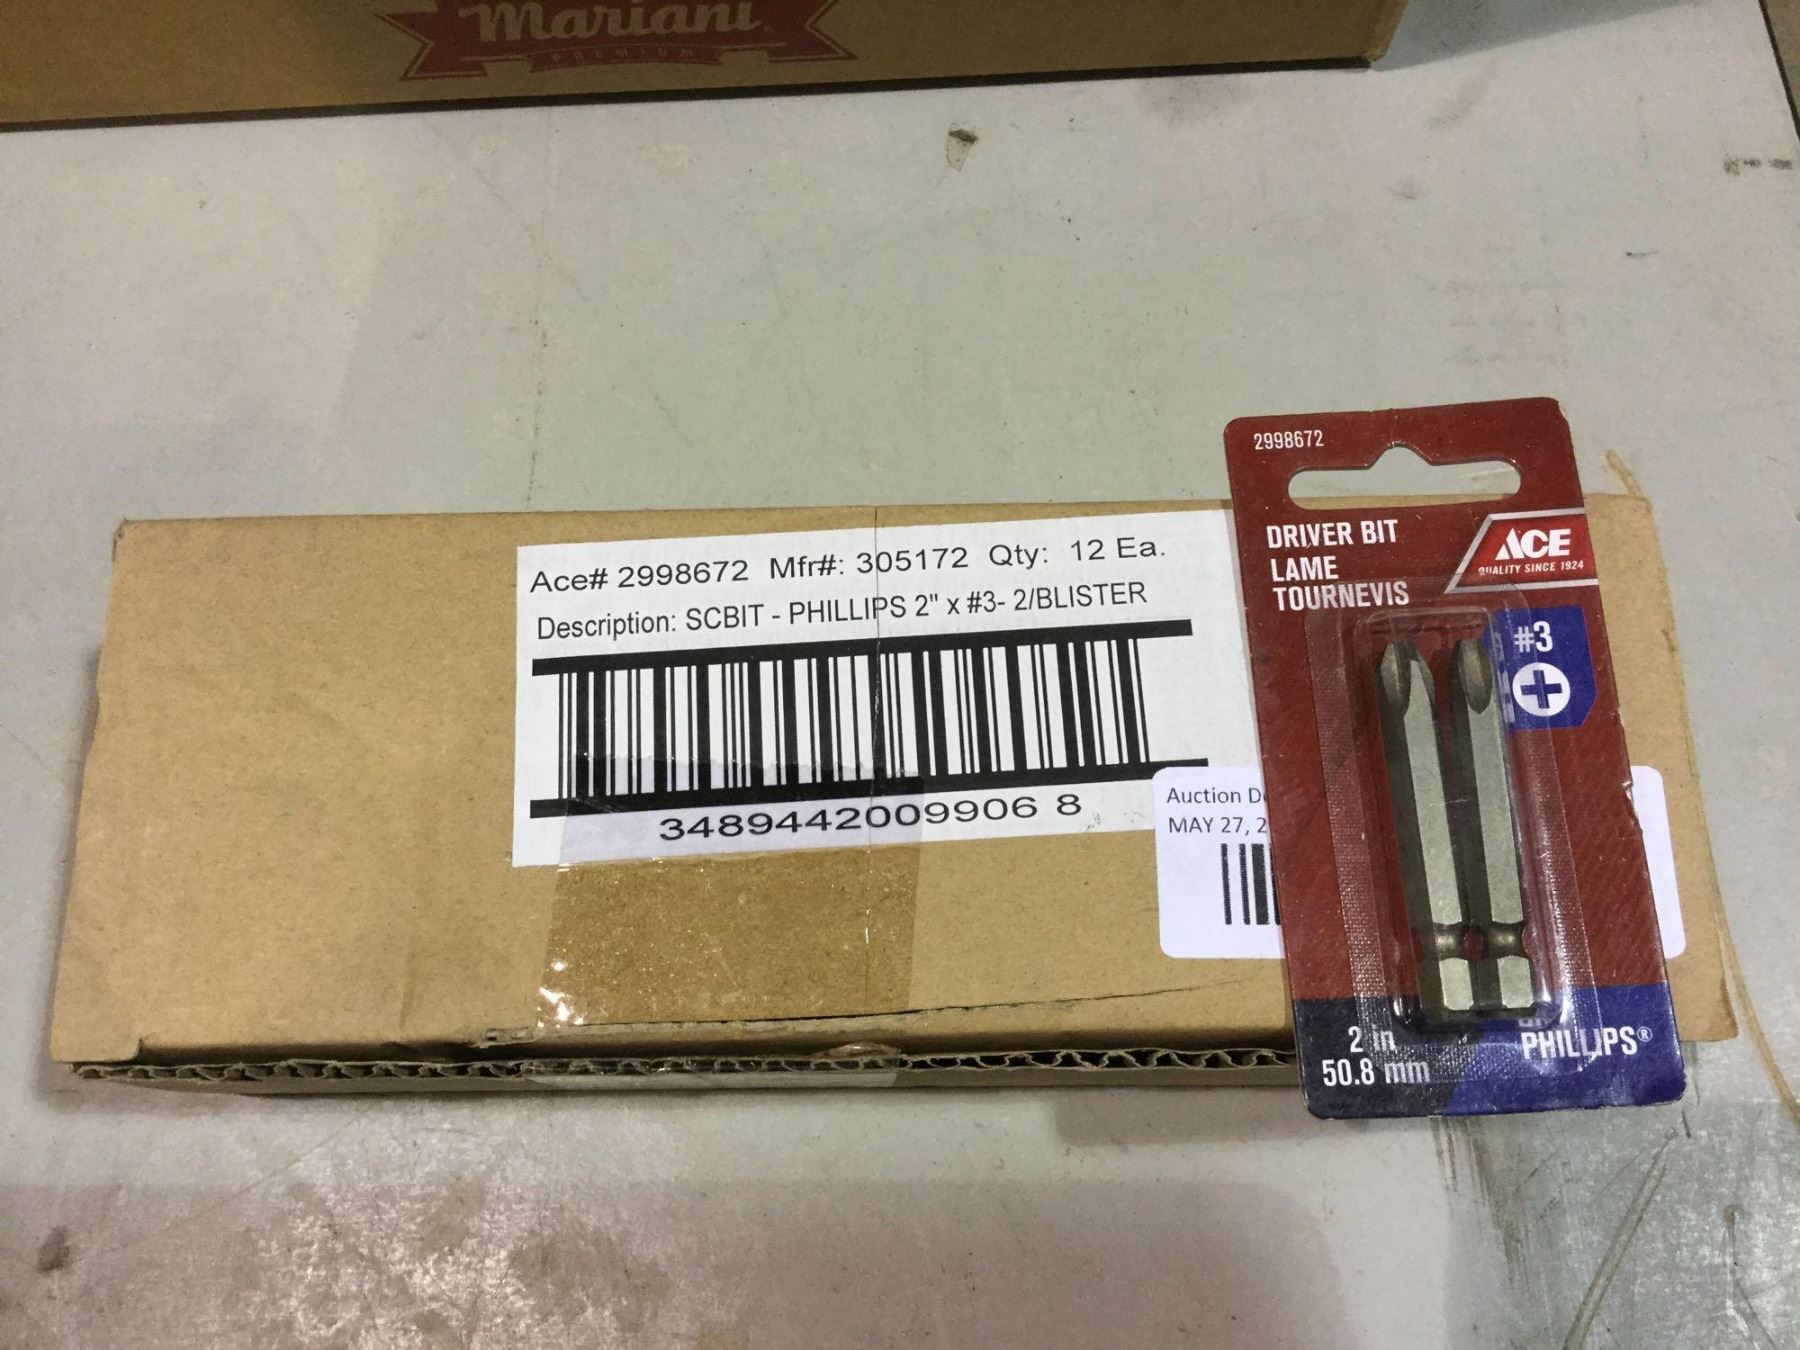 Mariani
PREMIUM
Ace# 2998672 Mfr#: 305172 Qty: 12 Ea.
Description: SCBIT - PHILLIPS 2" x #3- 2/BLISTER
3489442009906 8
Auction
MAY 27,
2998672
DRIVER BIT
LAME
TOURNEVIS
ACE
QUALITY SINCE 1924
#3
2 in
50.8 mm
PHILLIPS®